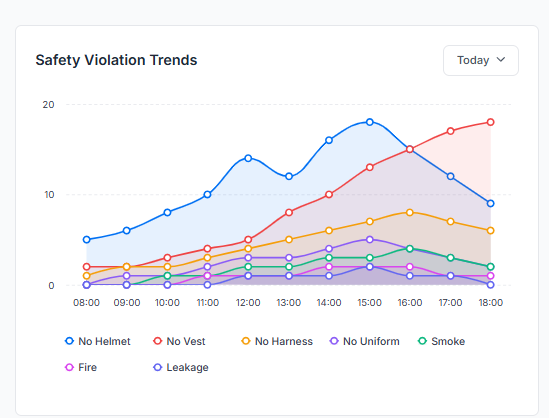 Safety Violation Trends
Today
20
10
0
08:00 09:00 10:00 11:00 12:00 13:00 14:00 15:00 16:00 17:00 18:00
No Helmet No Vest No Harness No Uniform Smoke
Fire Leakage